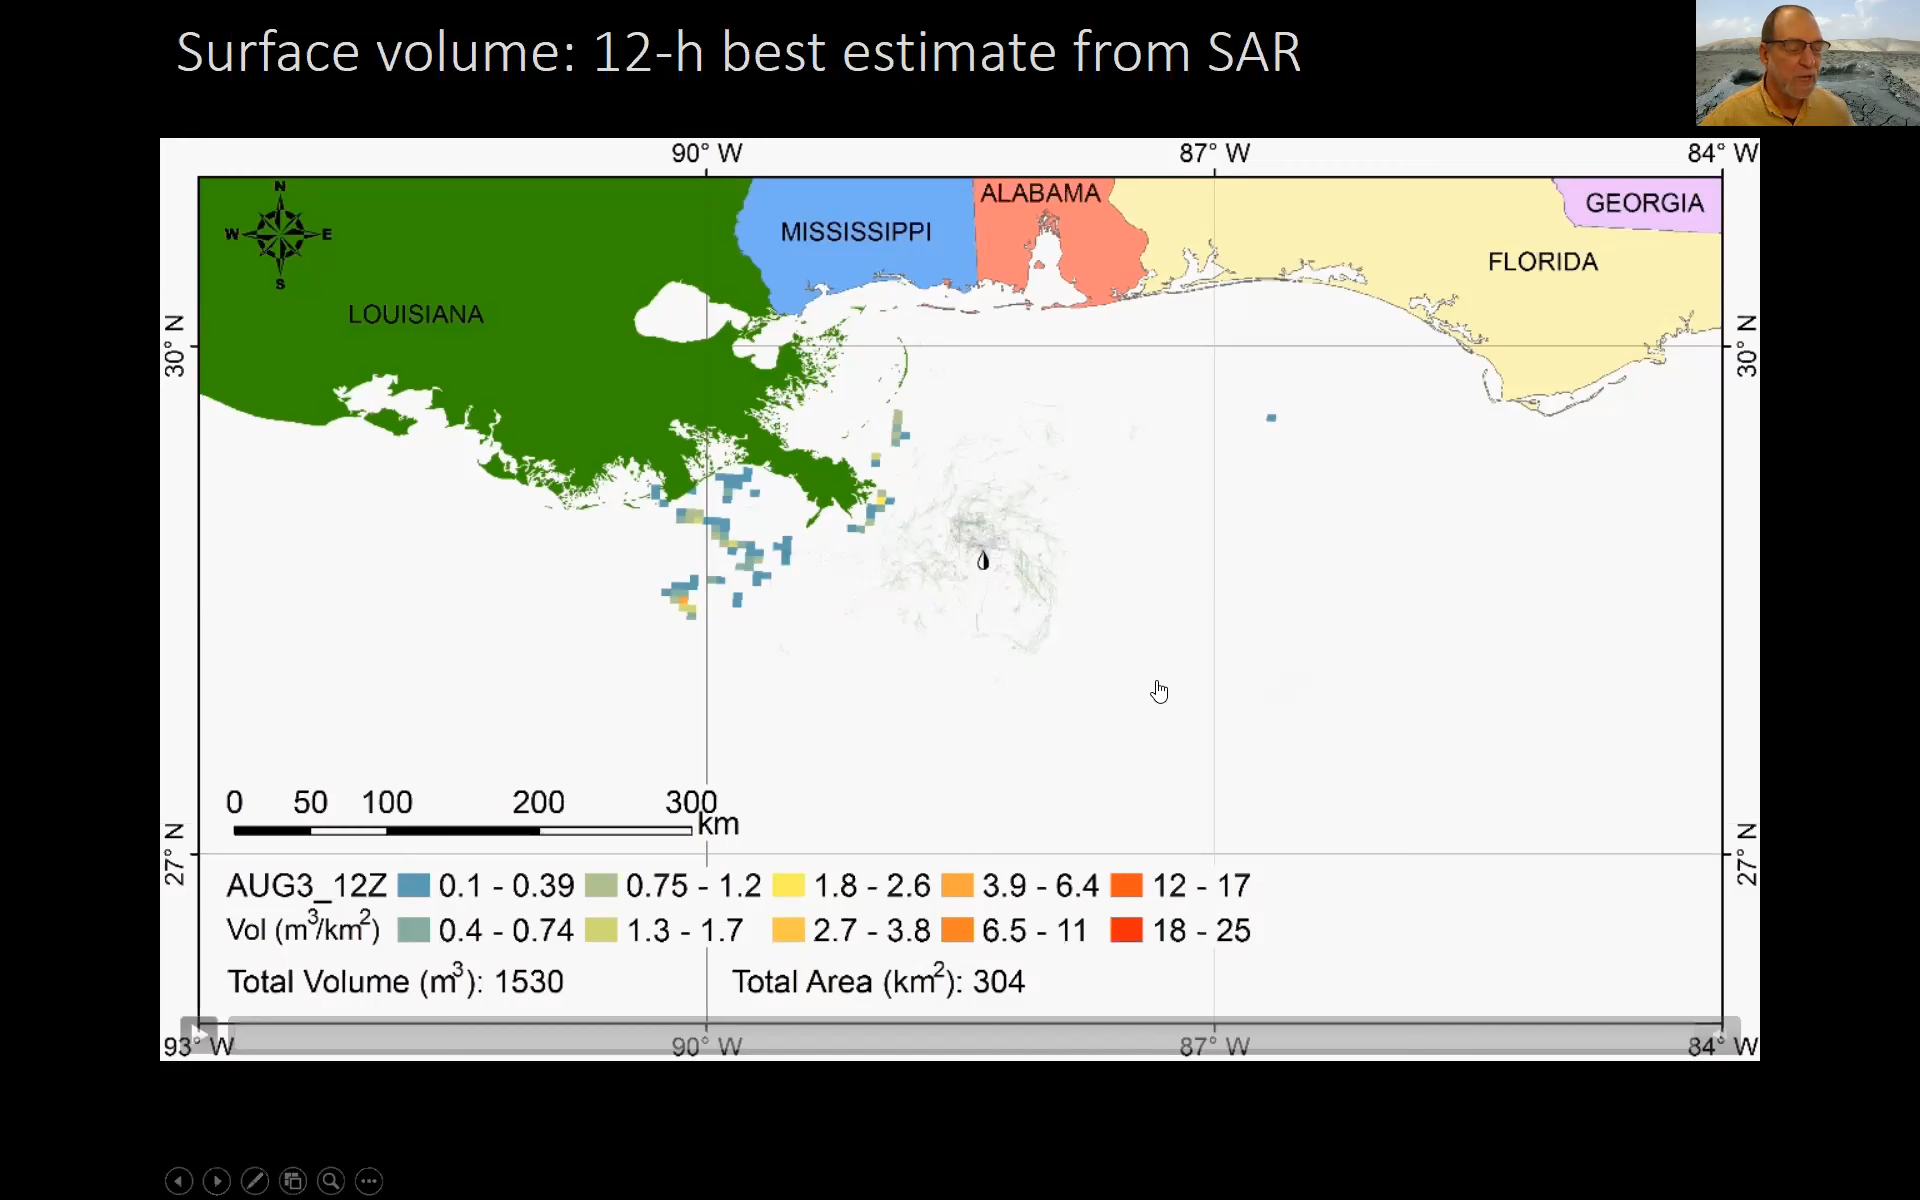 Surface volume: 12-h best estimate from SAR
90° W 87° W 84° W
N
W E
S
LOUISIANA
MISSISSIPPI
ALABAMA
GEORGIA
FLORIDA
30° N
30° N
0 50 100 200 300
km
27° N
27° N
AUG3_12Z 0.1 - 0.39 0.75 - 1.2 1.8 - 2.6 3.9 - 6.4 12 - 17
Vol (m³/km²) 0.4 - 0.74 1.3 - 1.7 2.7 - 3.8 6.5 - 11 18 - 25
Total Volume (m³): 1530 Total Area (km²): 304
93° W 90° W 87° W 84° W